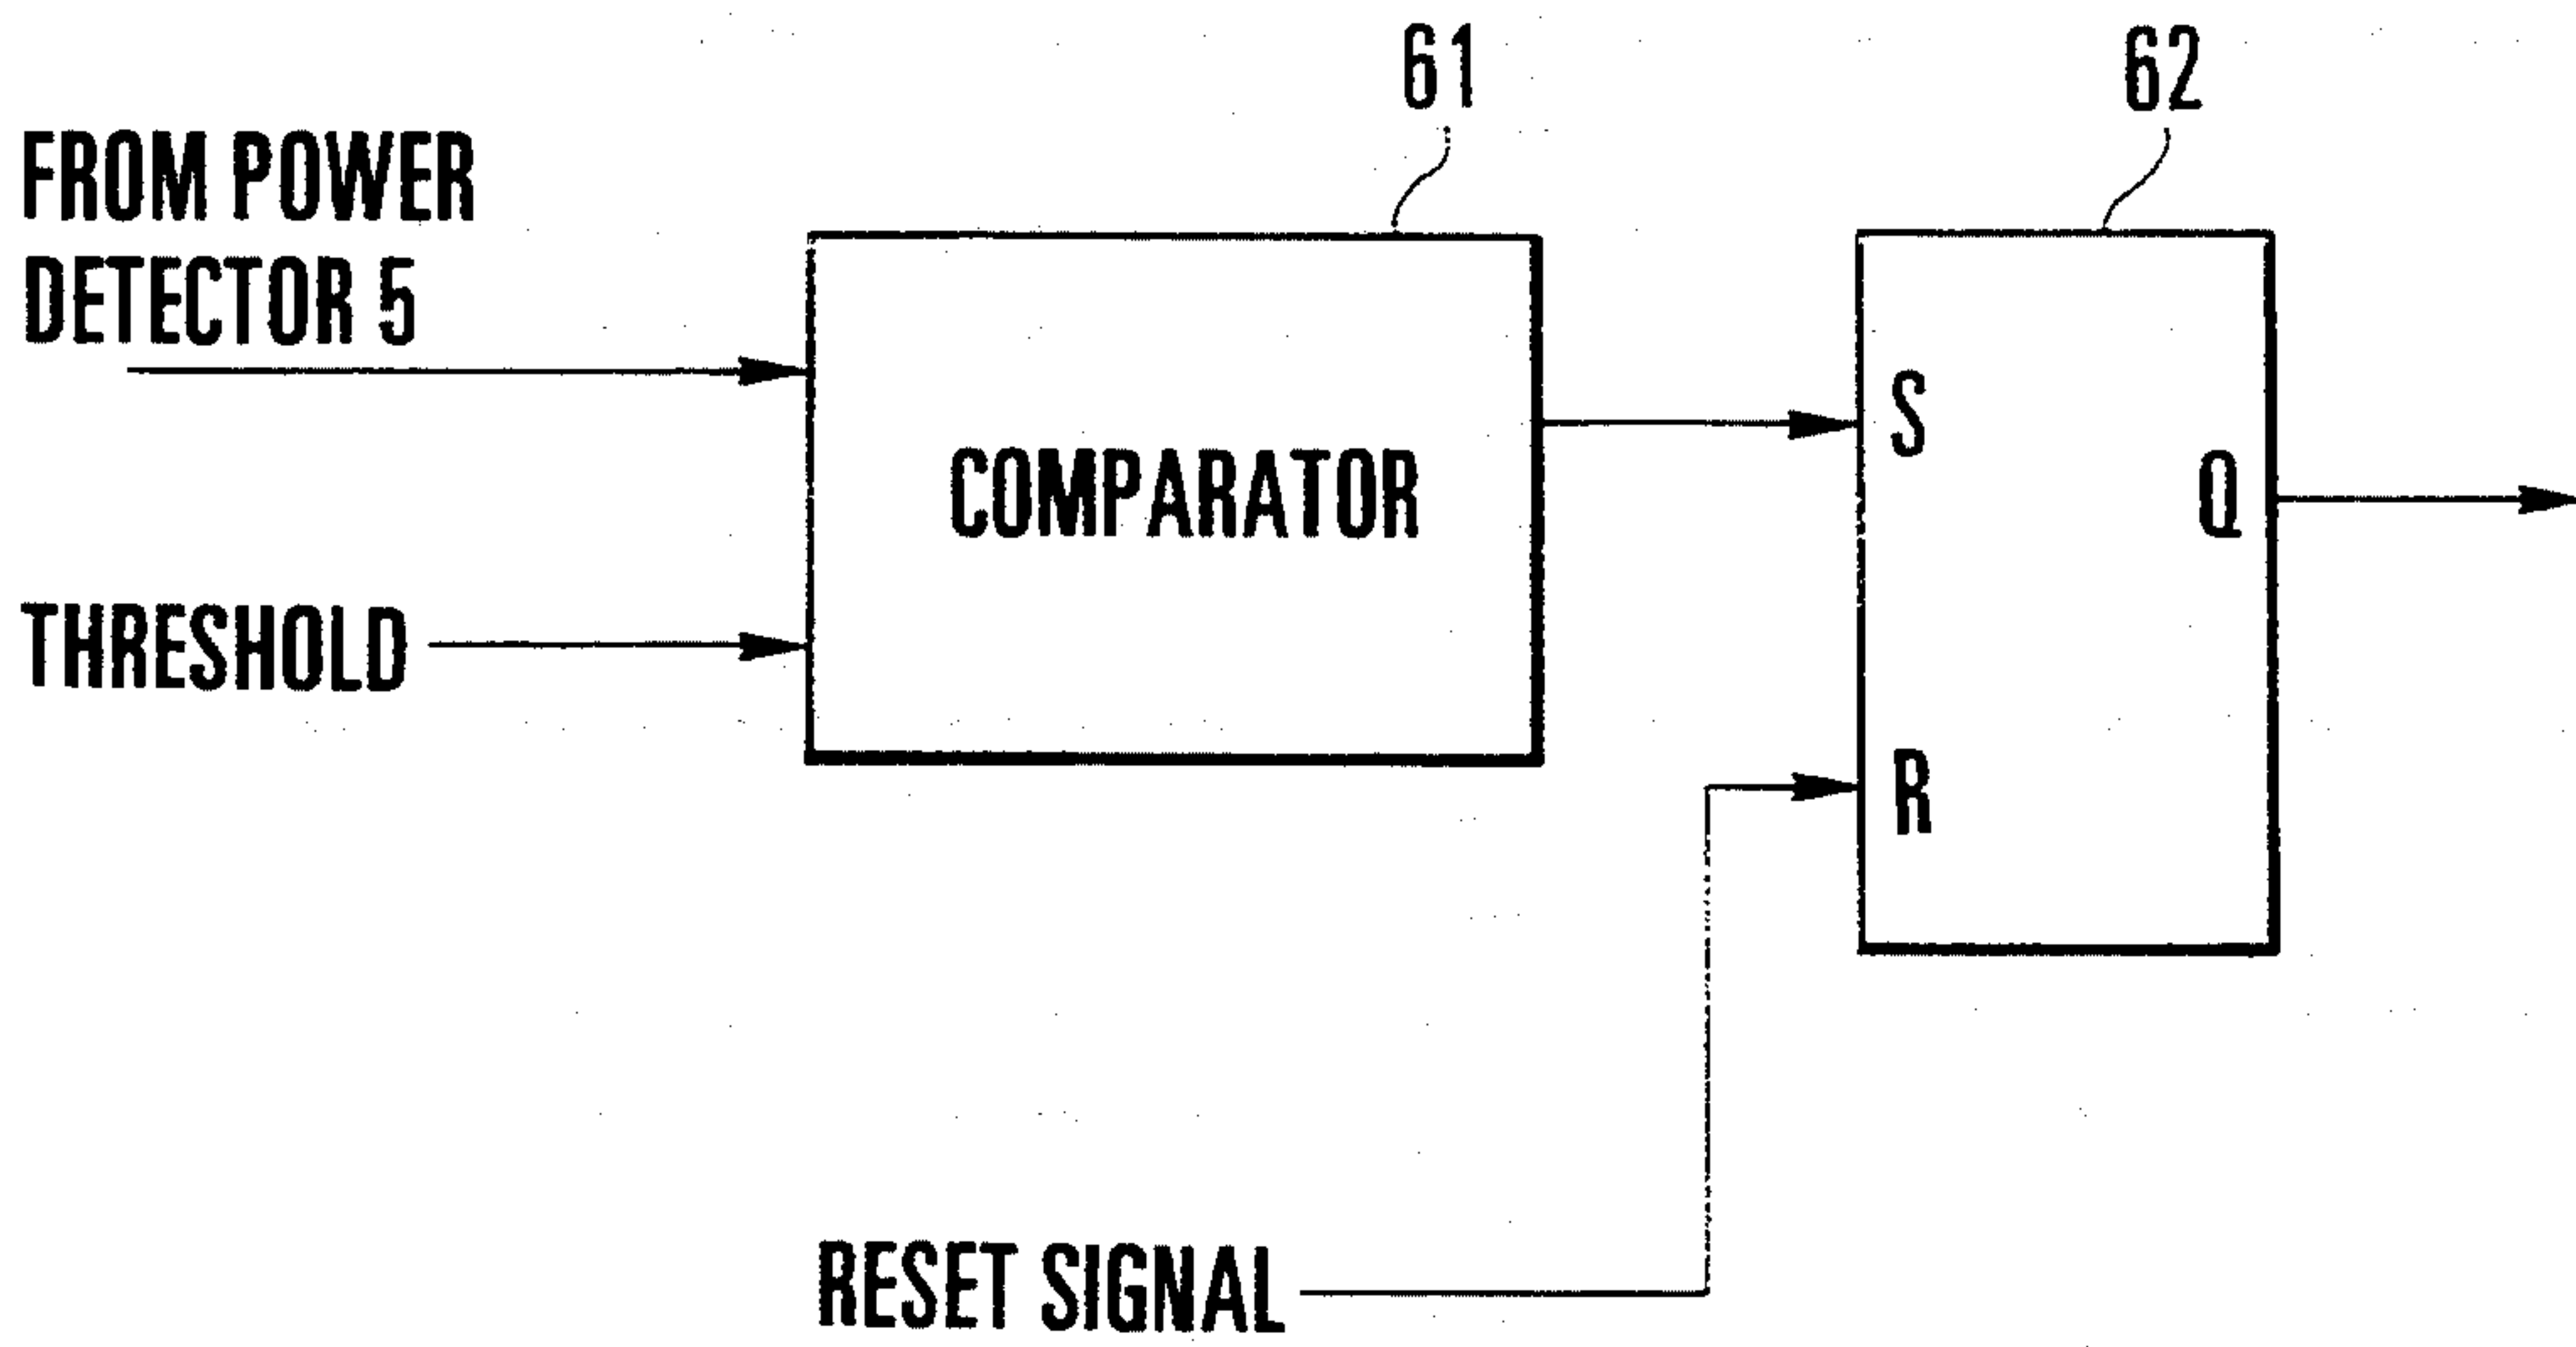 61
62
FROM POWER
DETECTOR 5
COMPARATOR
S
Q
THRESHOLD
R
RESET SIGNAL